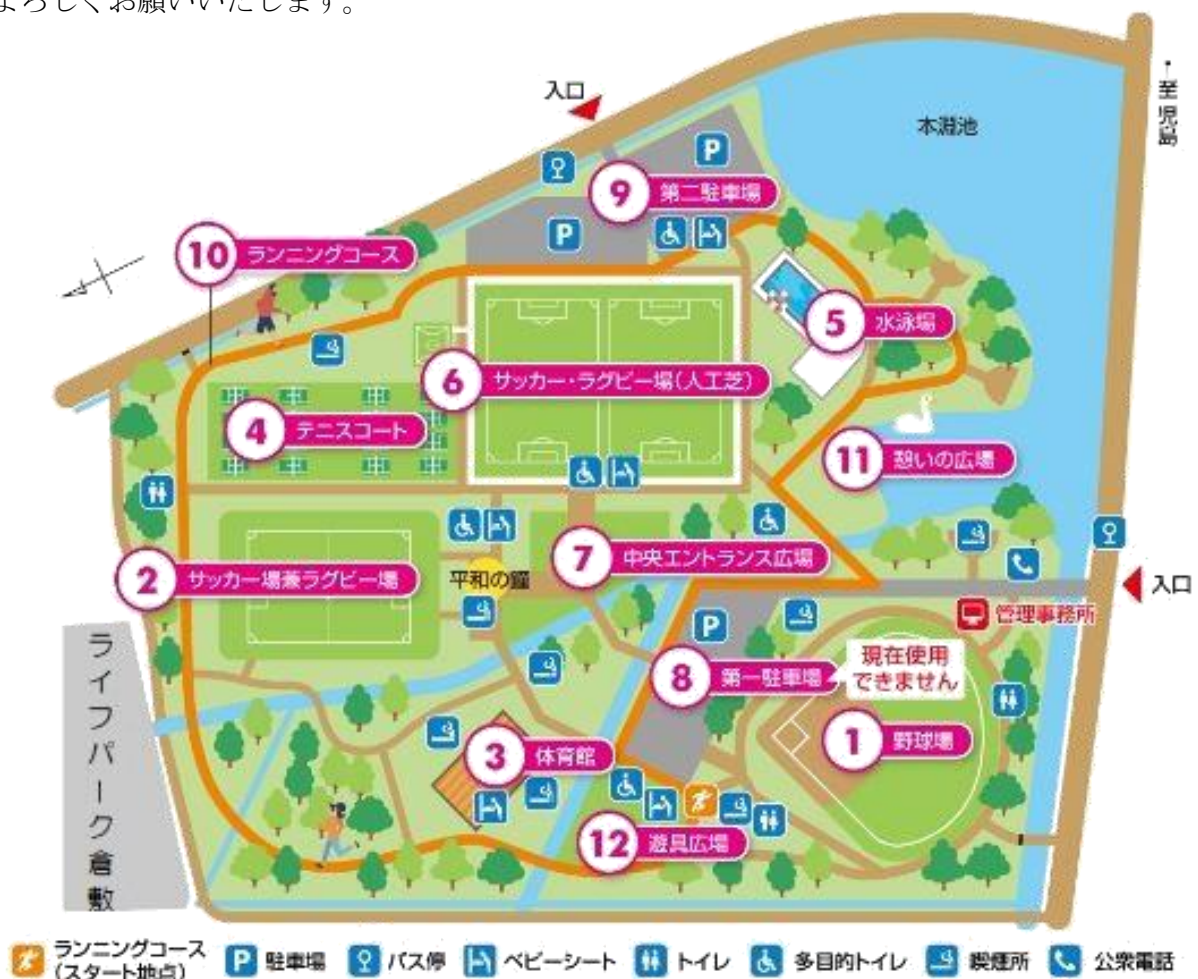 よろしくお願いいたします。
入口
本淵池
至児島
9 第二駐車場
10 ランニングコース
5 水泳場
6 サッカー・ラグビー場(人工芝)
4 テニスコート
11 憩いの広場
7 中央エントランス広場
2 サッカー場兼ラグビー場
平和の鐘
入口
管理事務所
8 第一駐車場
現在使用
できません
1 野球場
3 体育館
12 遊具広場
ライフパーク倉敷
ランニングコース
(スタート地点)
P 駐車場
バス停
ベビーシート
トイレ
多目的トイレ
喫煙所
公衆電話